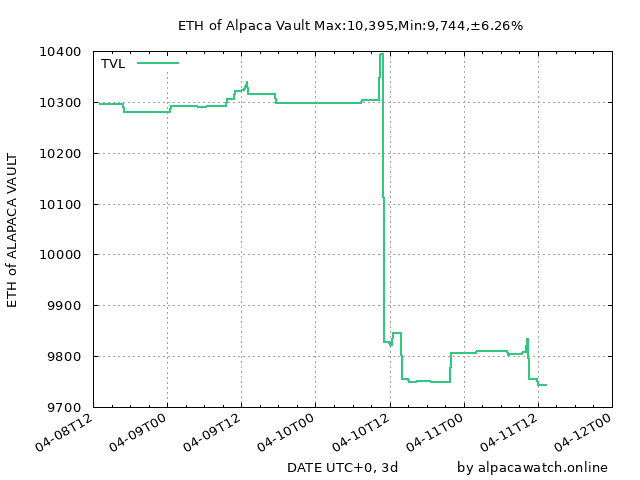 ETH of Alpaca Vault Max:10,395,Min:9,744,±6.26%
TVL
10400
10300
10200
10100
10000
9900
9800
9700
ETH of ALAPACA VAULT
04-08T12
04-09T00
04-09T12
04-10T00
04-10T12
04-11T00
04-11T12
04-12T00
DATE UTC+0, 3d
by alpacawatch.online